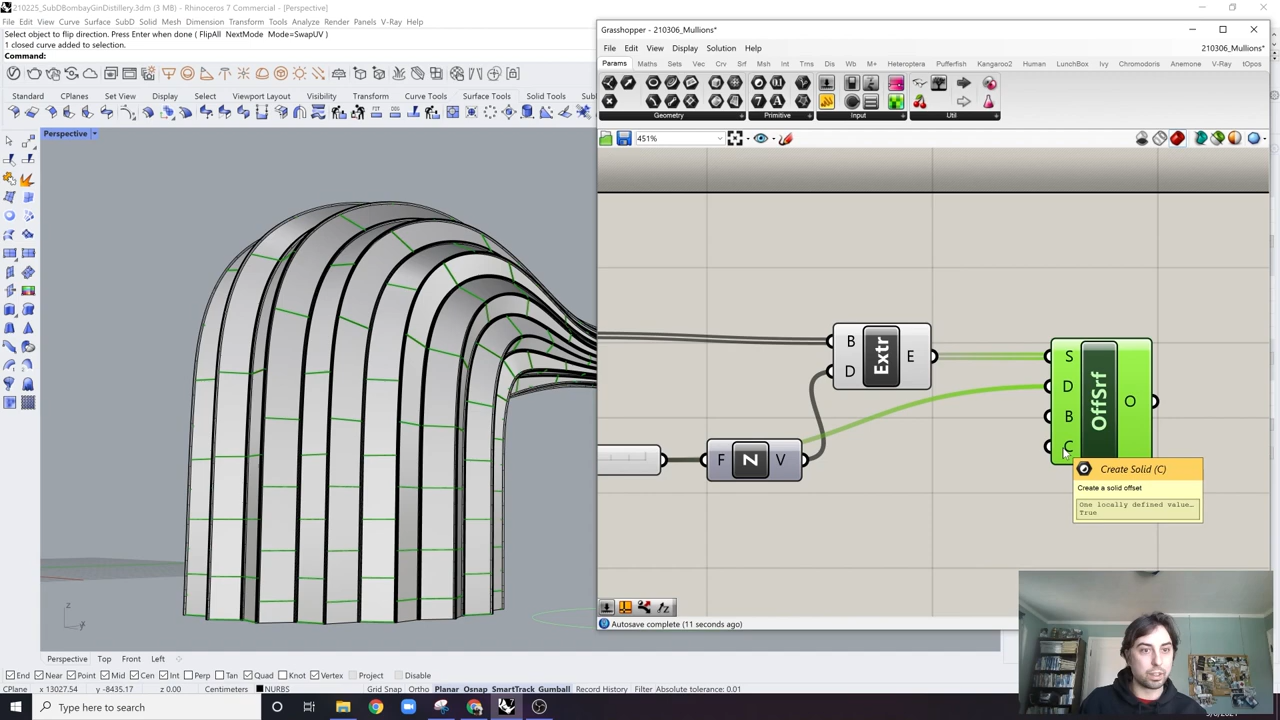 210225_SubDBombayGinDistillery.3dm (3 MB) - Rhinoceros 7 Commercial - [Perspective]
File Edit View Curve Surface SubD Solid Mesh Dimension Transform Tools Analyze Render Panels V-Ray Help
Select object to flip direction. Press Enter when done ( FlipAll NextMode Mode=SwapUV )
1 closed curve added to selection.
Command:
Standard CPlanes Set View Display Select Viewport Layout Visibility Transform Curve Tools Surface Tools Solid Tools
Perspective
Grasshopper - 210306_Mullions*
File Edit View Display Solution Help
210306_Mullions*
Params Maths Sets Vec Crv Srf Msh Int Trns Dis Wb M+ Heteroptera Pufferfish Kangaroo2 Human LunchBox Ivy Chromodoris Anemone V-Ray tOpos
Geometry Primitive Input Util
451%
B
D
Extr
E
F
N
V
S
D
B
C
OffSrf
O
Create Solid (C)
Create a solid offset
One locally defined value…
True
Autosave complete (11 seconds ago)
Perspective Top Front Left
End Near Point Mid Cen Int Perp Tan Quad Knot Vertex Project Disable
CPlane x 13027.54 y -8435.17 z 0.00 Centimeters NURBS Grid Snap Ortho Planar Osnap SmartTrack Gumball Record History Filter Absolute tolerance: 0.01
Type here to search